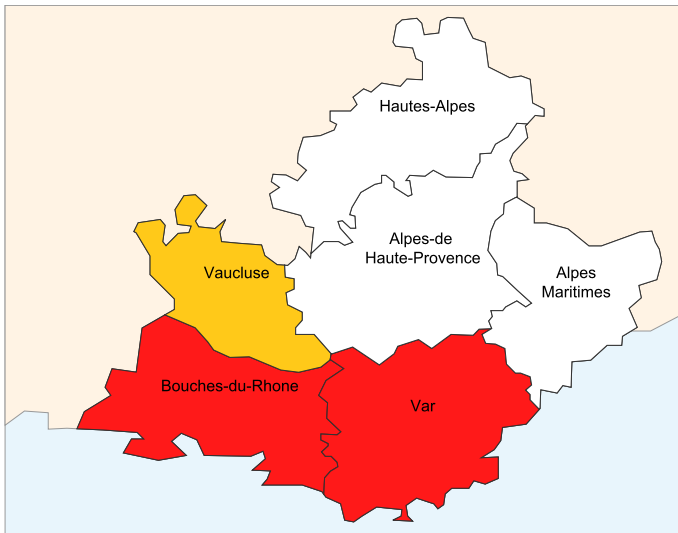 Hautes-Alpes
Alpes-de
Haute-Provence
Vaucluse
Alpes
Maritimes
Bouches-du-Rhone
Var